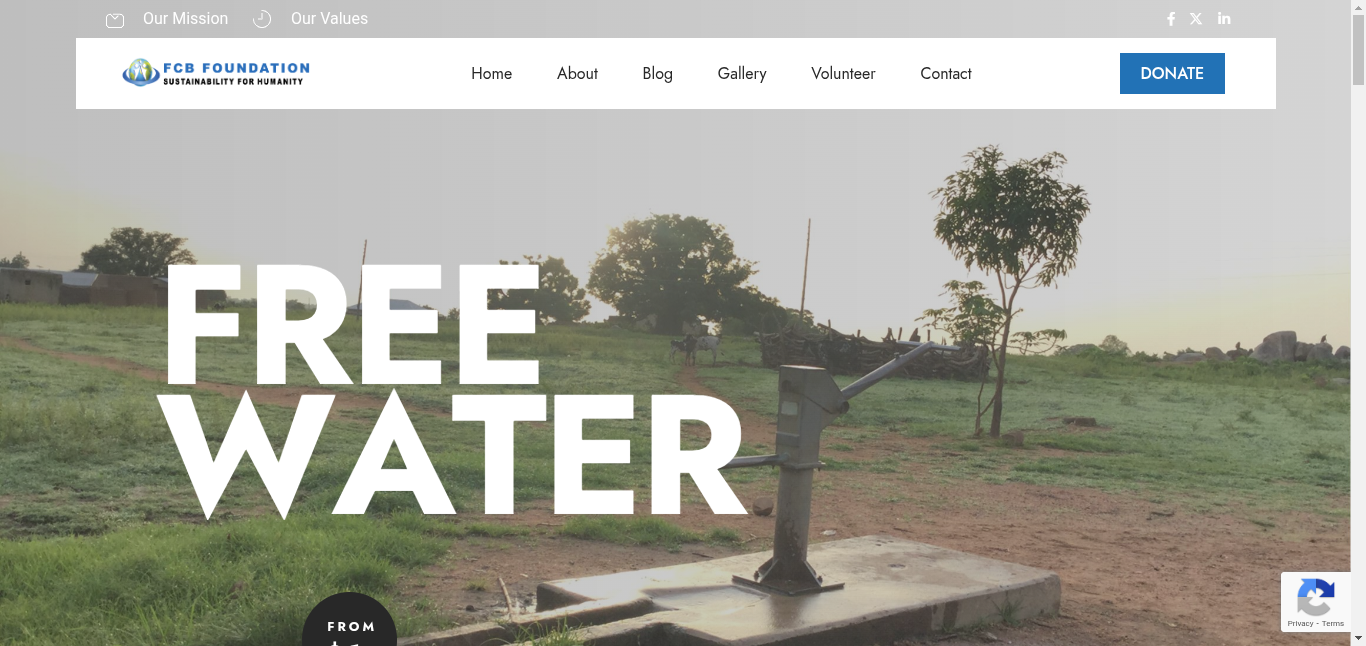 Our Mission
Our Values
FCB FOUNDATION
SUSTAINABILITY FOR HUMANITY
Home
About
Blog
Gallery
Volunteer
Contact
DONATE
FREE
WATER
FROM
Privacy - Terms